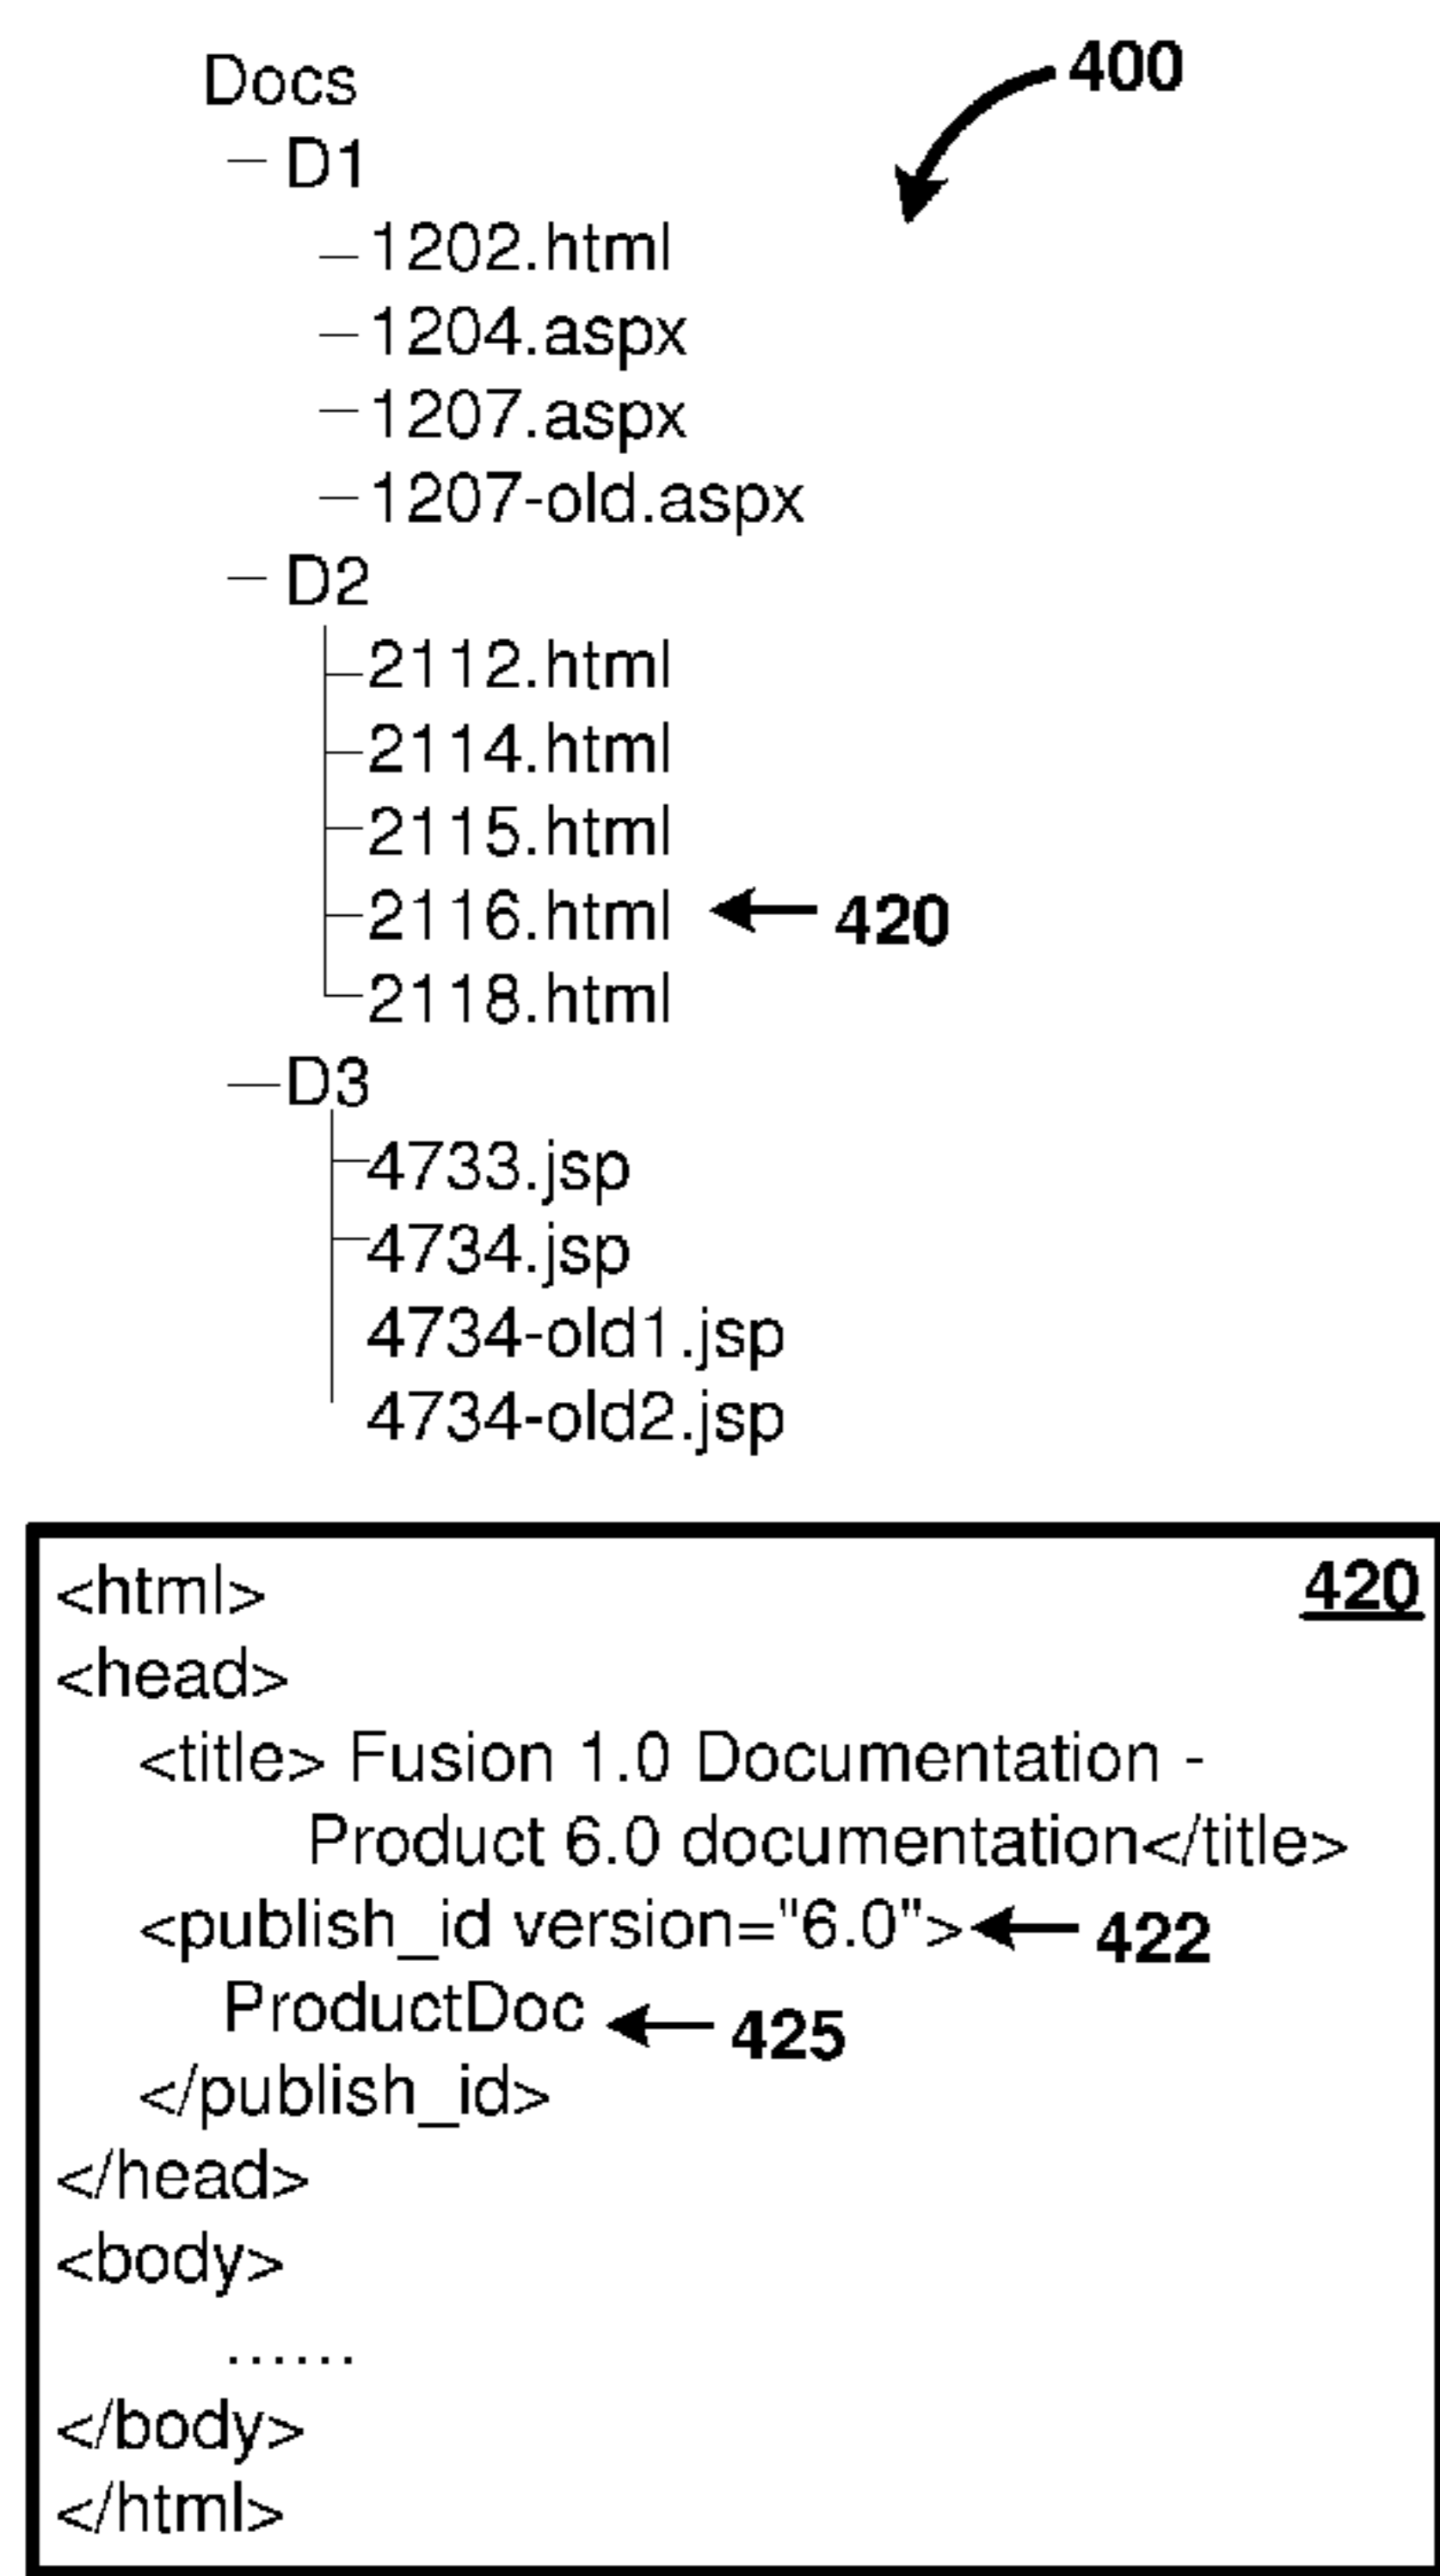 Docs
400
D1
1202.html
1204.aspx
1207.aspx
1207-old.aspx
D2
2112.html
2114.html
2115.html
2116.html 420
2118.html
D3
4733.jsp
4734.jsp
4734-old1.jsp
4734-old2.jsp
<html> 420
<head>
<title> Fusion 1.0 Documentation -
Product 6.0 documentation</title>
<publish_id version="6.0"> 422
ProductDoc 425
</publish_id>
</head>
<body>
......
</body>
</html>